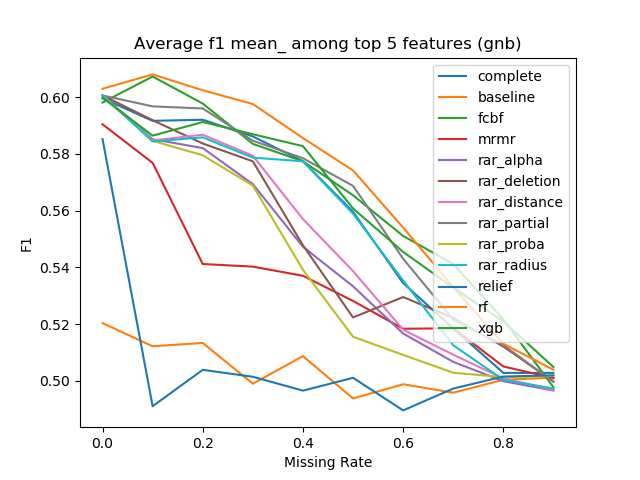 Average f1 mean_ among top 5 features (gnb)
F1
0.60
0.58
0.56
0.54
0.52
0.50
0.0
0.2
0.4
0.6
0.8
Missing Rate
complete
baseline
fcbf
mrmr
rar_alpha
rar_deletion
rar_distance
rar_partial
rar_proba
rar_radius
relief
rf
xgb